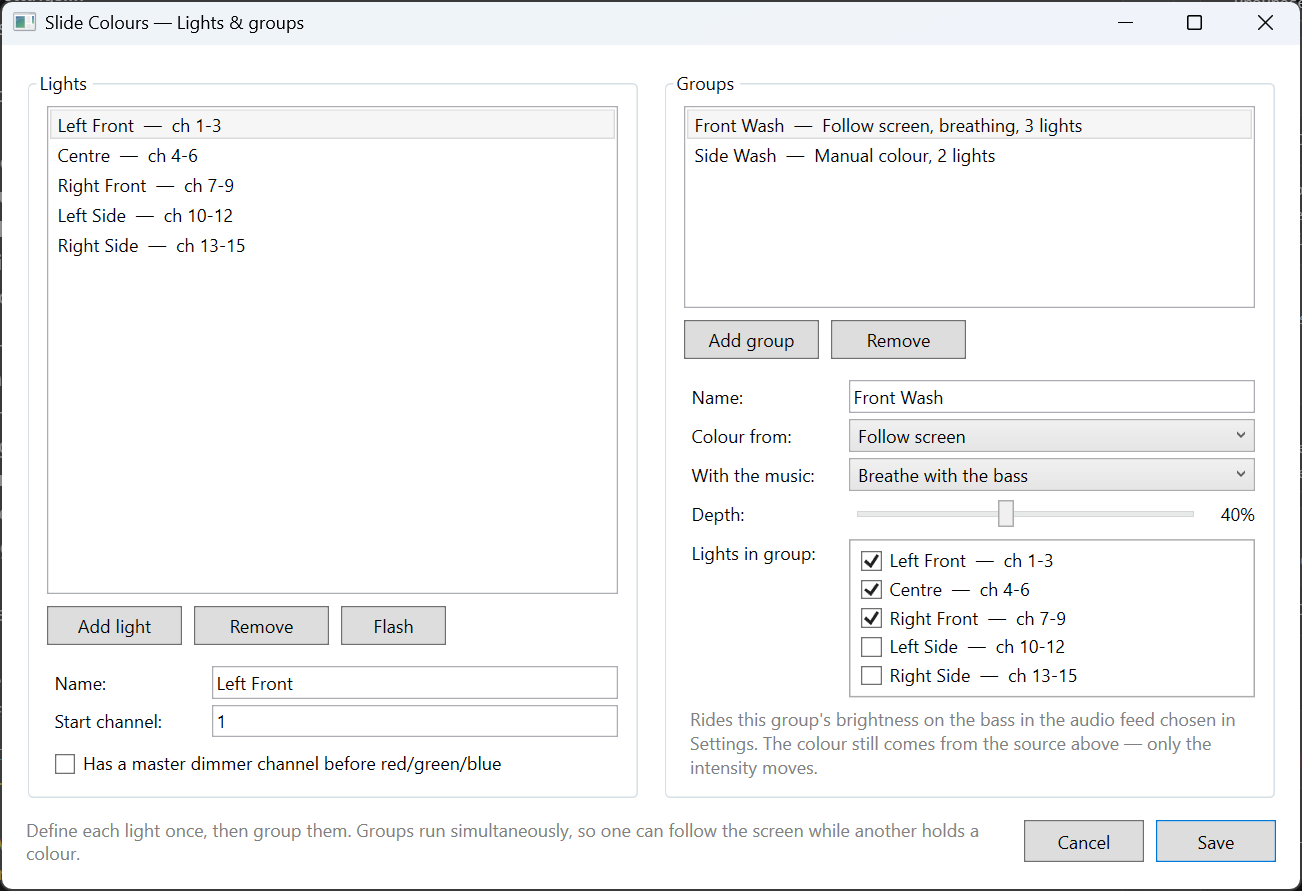 Slide Colours — Lights & groups
Lights
Left Front — ch 1-3
Centre — ch 4-6
Right Front — ch 7-9
Left Side — ch 10-12
Right Side — ch 13-15
Add light
Remove
Flash
Name:
Left Front
Start channel:
1
Has a master dimmer channel before red/green/blue
Groups
Front Wash — Follow screen, breathing, 3 lights
Side Wash — Manual colour, 2 lights
Add group
Remove
Name:
Front Wash
Colour from:
Follow screen
With the music:
Breathe with the bass
Depth:
40%
Lights in group:
Left Front — ch 1-3
Centre — ch 4-6
Right Front — ch 7-9
Left Side — ch 10-12
Right Side — ch 13-15
Rides this group's brightness on the bass in the audio feed chosen in
Settings. The colour still comes from the source above — only the
intensity moves.
Define each light once, then group them. Groups run simultaneously, so one can follow the screen while another holds a
colour.
Cancel
Save